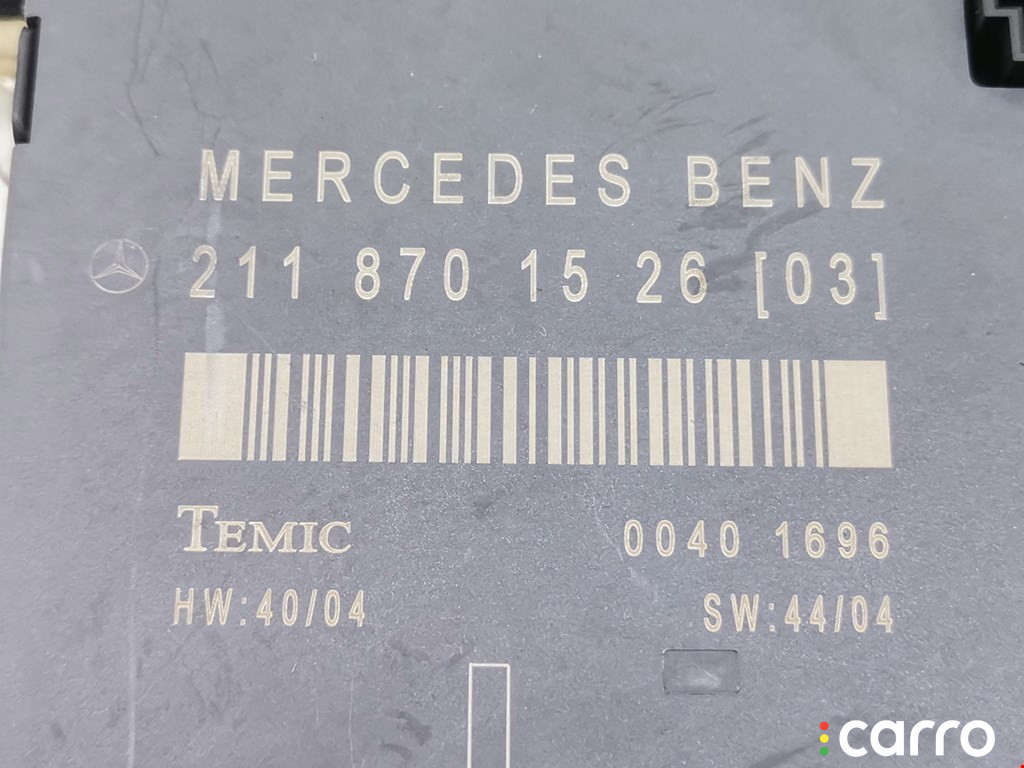 MERCEDES BENZ
211 870 15 26 [03]
TEMIC
0040 1696
HW:40/04
SW:44/04
carro